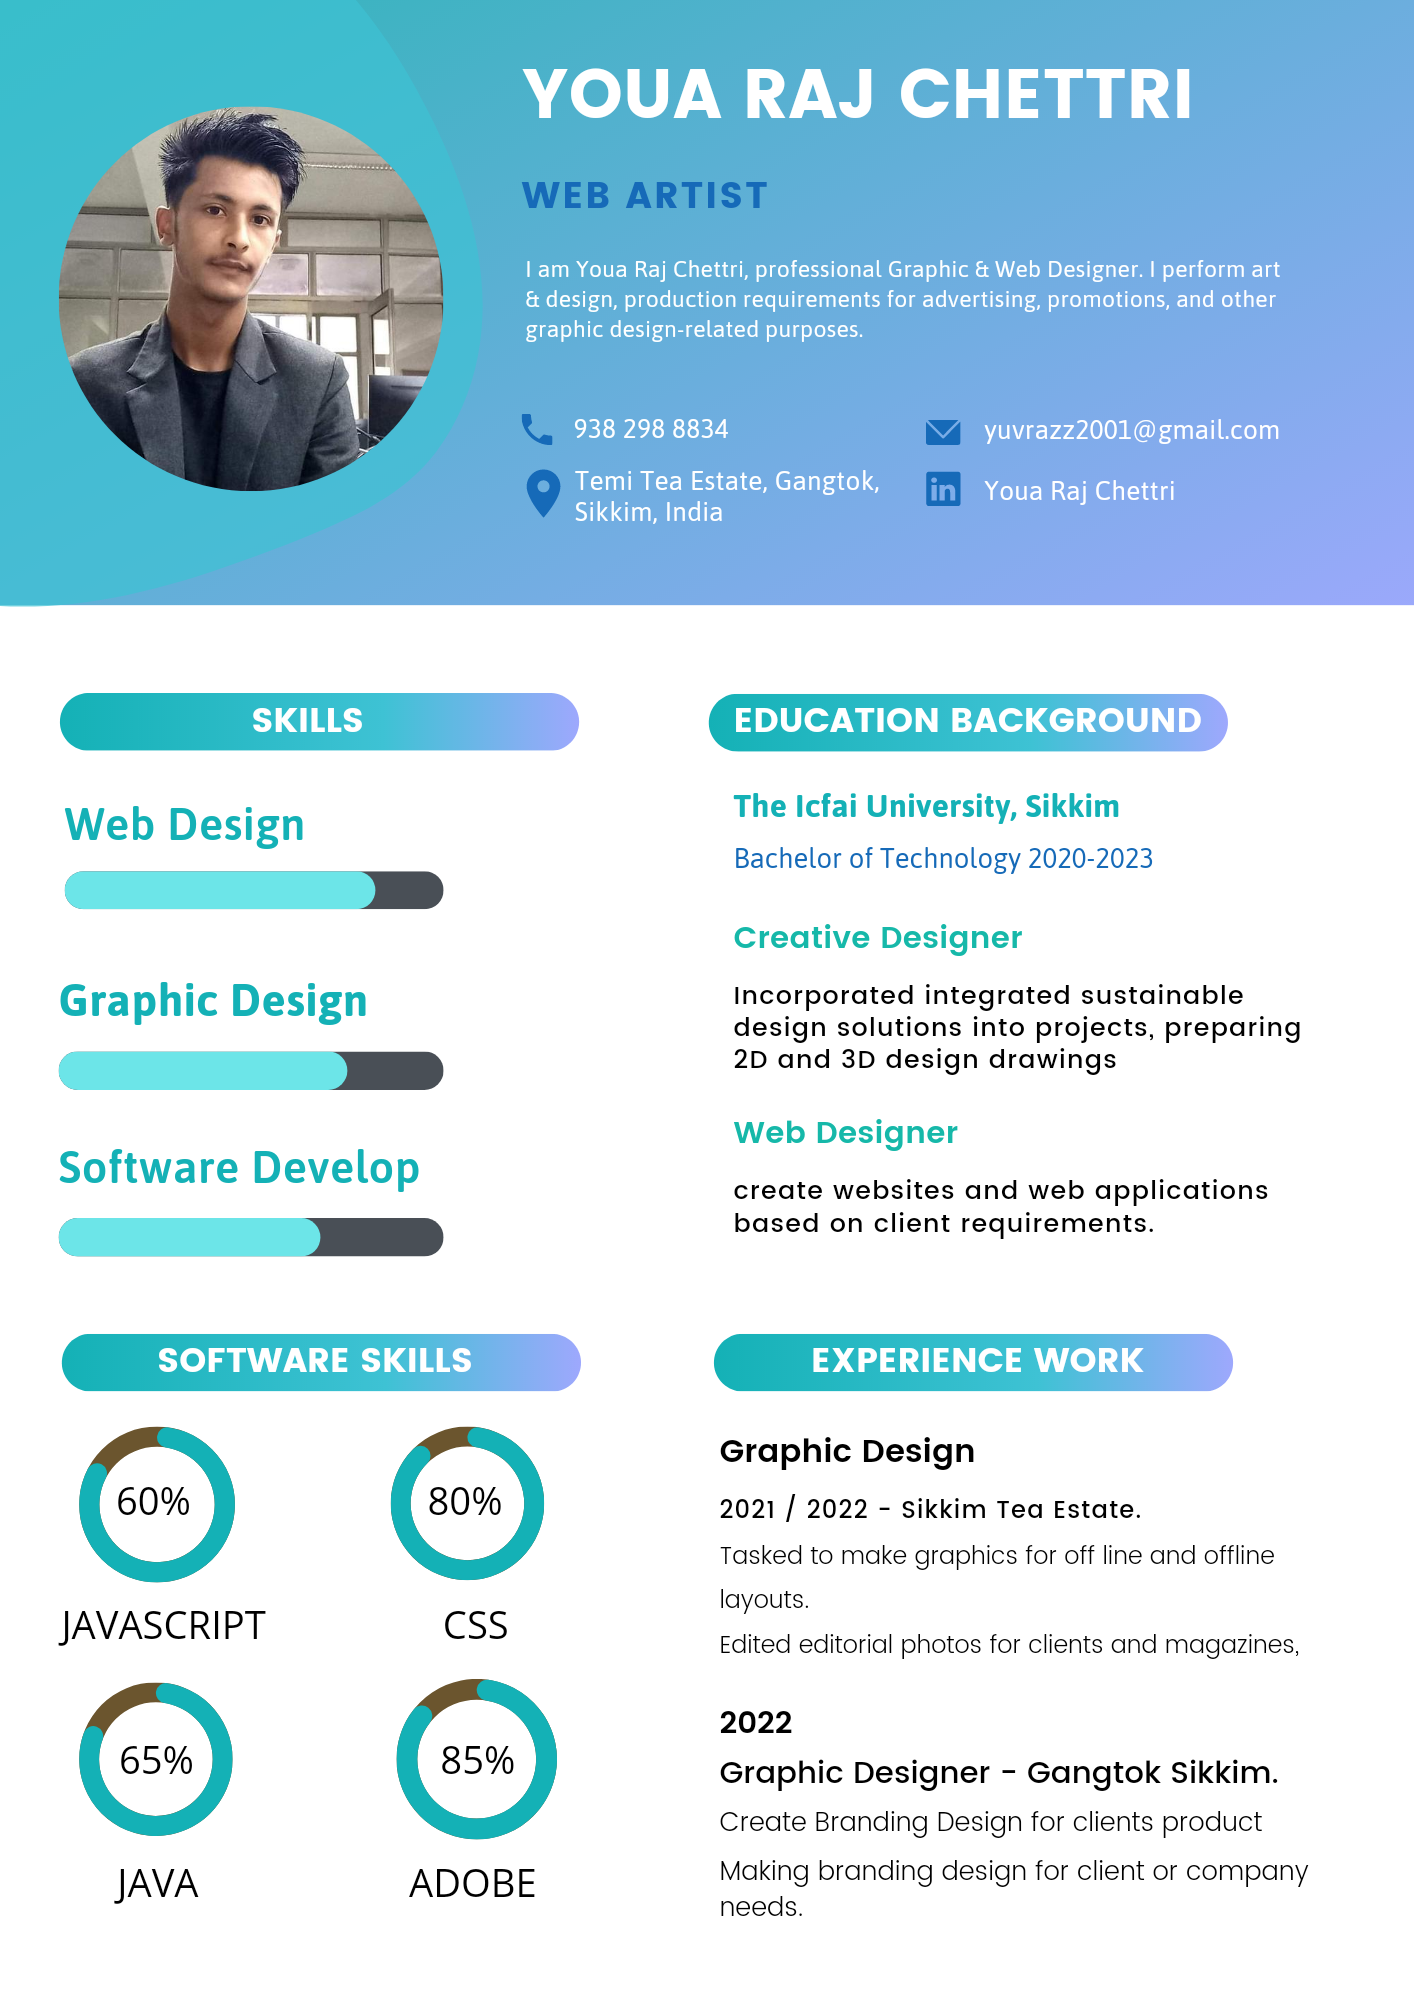 YOUA RAJ CHETTRI
WEB ARTIST
I am Youa Raj Chettri, professional Graphic & Web Designer. I perform art
& design, production requirements for advertising, promotions, and other
graphic design-related purposes.
938 298 8834
yuvrazz2001@gmail.com
Temi Tea Estate, Gangtok,
Sikkim, India
Youa Raj Chettri
SKILLS
Web Design
Graphic Design
Software Develop
EDUCATION BACKGROUND
The Icfai University, Sikkim
Bachelor of Technology 2020-2023
Creative Designer
Incorporated integrated sustainable
design solutions into projects, preparing
2D and 3D design drawings
Web Designer
create websites and web applications
based on client requirements.
SOFTWARE SKILLS
60%
JAVASCRIPT
80%
CSS
65%
JAVA
85%
ADOBE
EXPERIENCE WORK
Graphic Design
2021 / 2022 - Sikkim Tea Estate.
Tasked to make graphics for off line and offline
layouts.
Edited editorial photos for clients and magazines,
2022
Graphic Designer - Gangtok Sikkim.
Create Branding Design for clients product
Making branding design for client or company
needs.